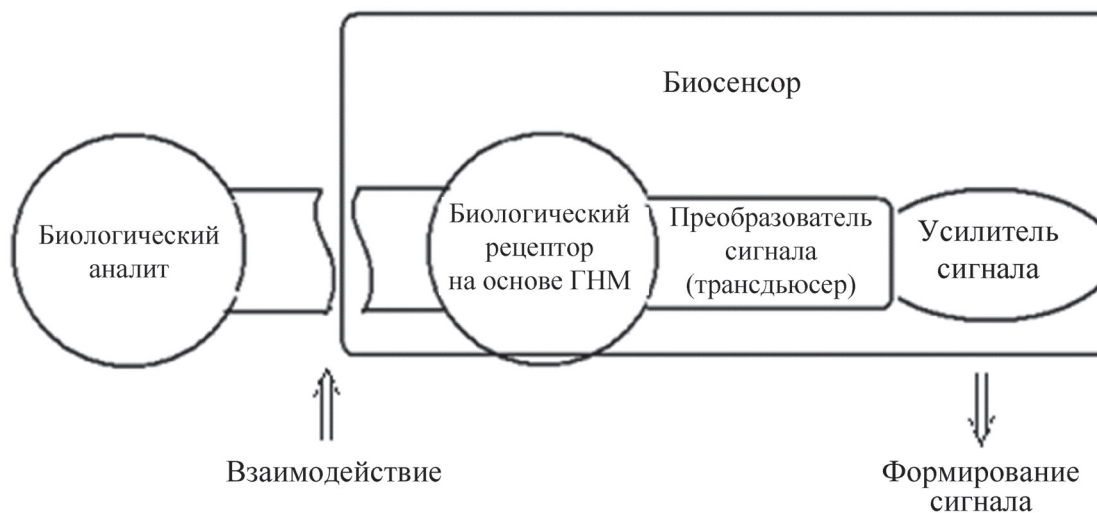 Биосенсор
Биологический
аналит
Биологический
рецептор
на основе ГНМ
Преобразователь
сигнала
(трансдьюсер)
Усилитель
сигнала
Взаимодействие
Формирование
сигнала